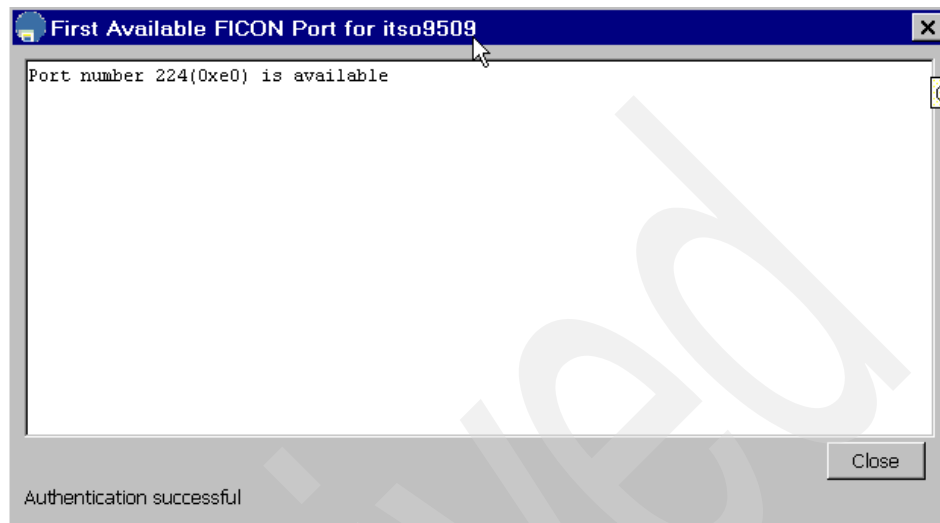 First Available FICON Port for itso9509
Port number 224(0xe0) is available
Close
Authentication successful